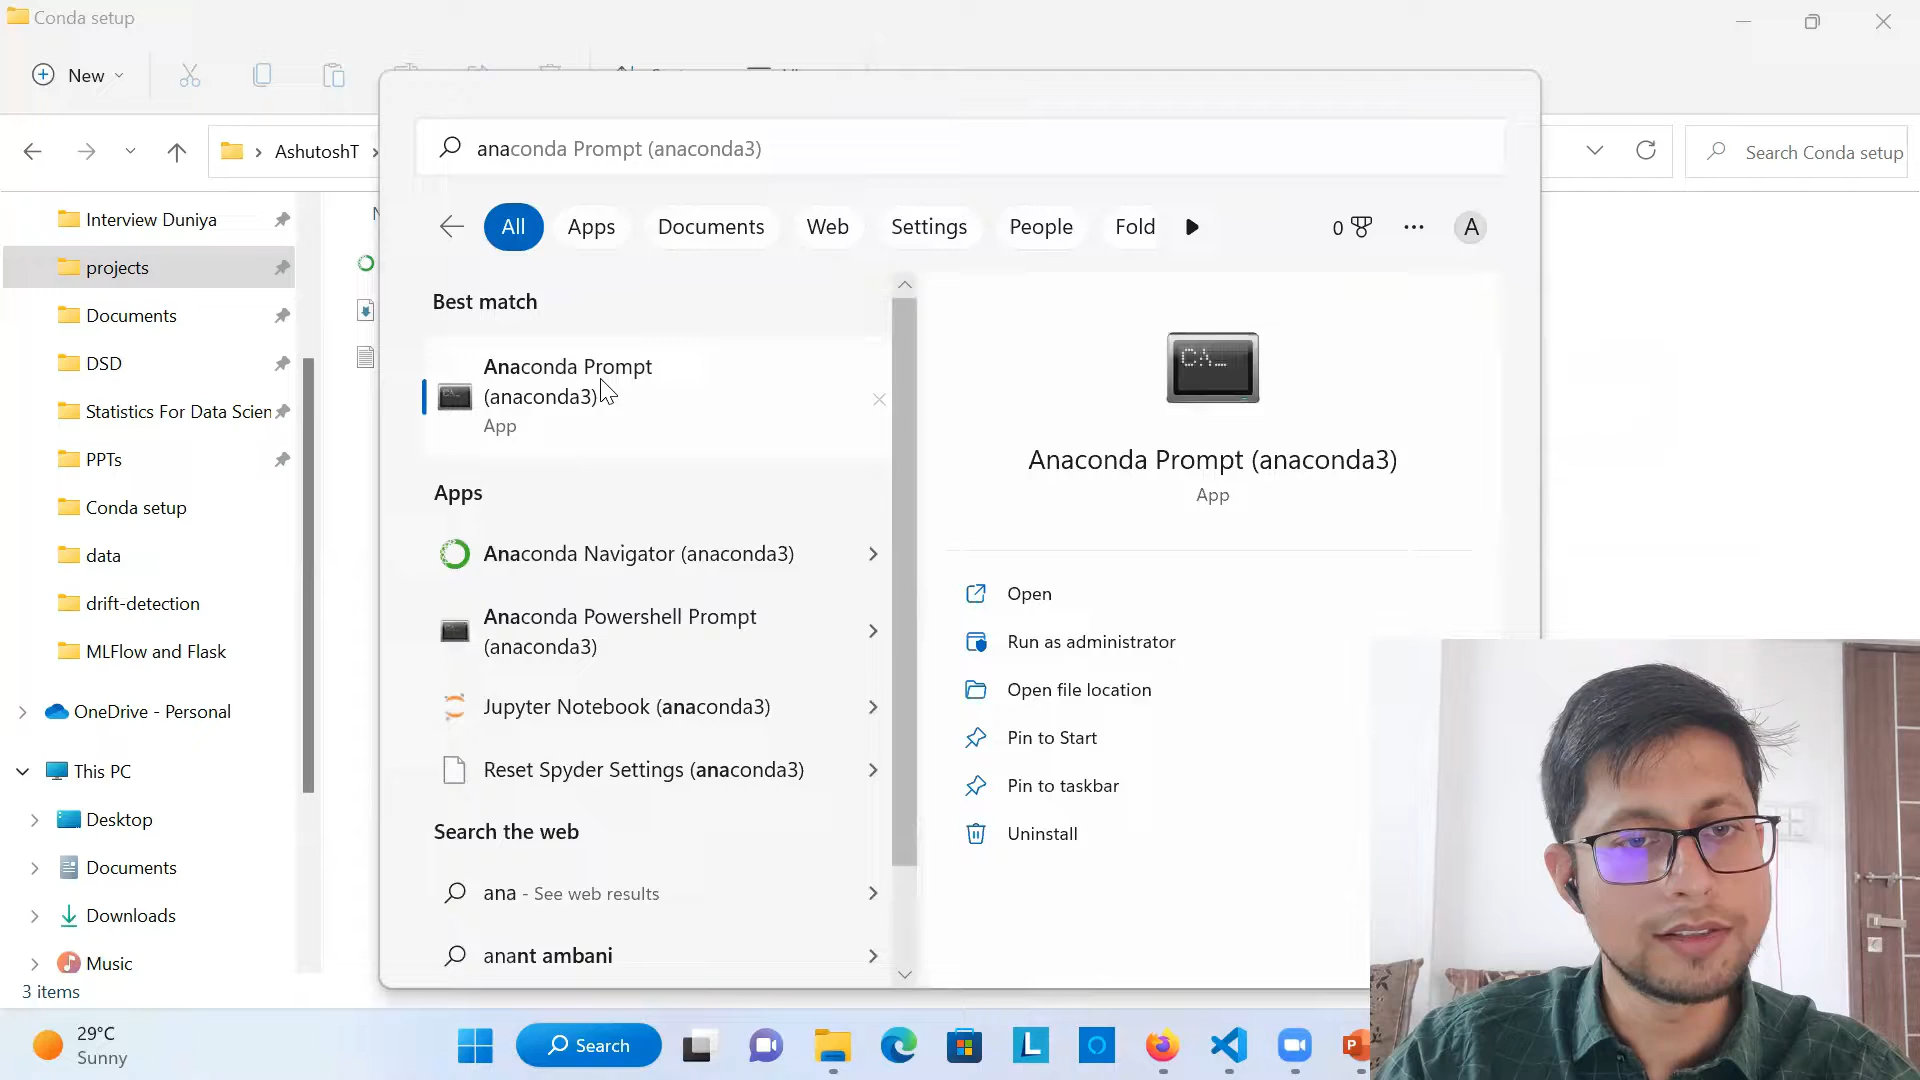 Conda setup
New
AshutoshT
Search Conda setup
anaconda Prompt (anaconda3)
All
Apps
Documents
Web
Settings
People
Fold
0
A
Interview Duniya
projects
Documents
DSD
Statistics For Data Scien
PPTs
Conda setup
data
drift-detection
MLFlow and Flask
OneDrive - Personal
This PC
Desktop
Documents
Downloads
Music
3 items
Best match
Anaconda Prompt
(anaconda3)
App
Apps
Anaconda Navigator (anaconda3)
Anaconda Powershell Prompt
(anaconda3)
Jupyter Notebook (anaconda3)
Reset Spyder Settings (anaconda3)
Search the web
ana - See web results
anant ambani
Anaconda Prompt (anaconda3)
App
Open
Run as administrator
Open file location
Pin to Start
Pin to taskbar
Uninstall
29°C
Sunny
Search